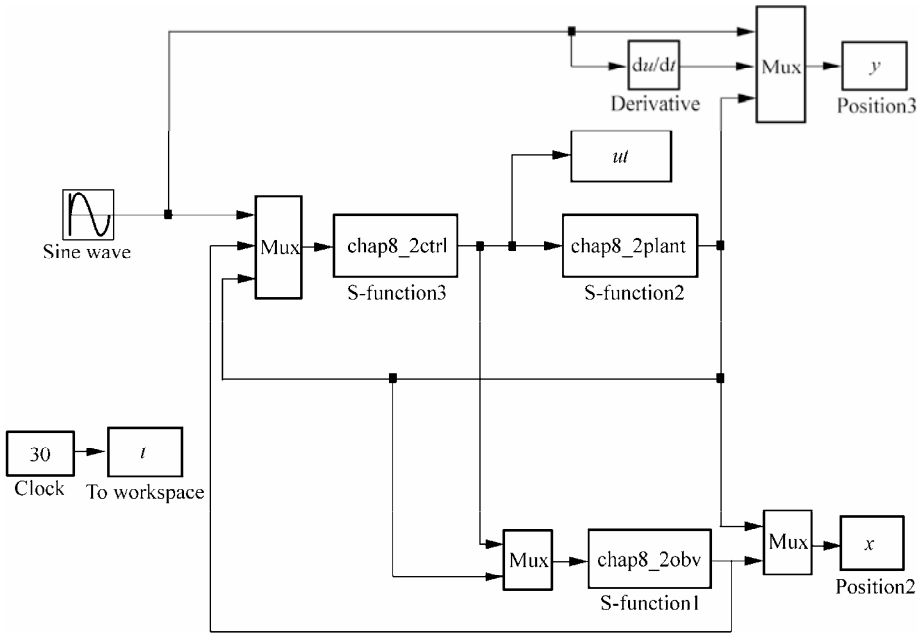 Mux
y
du/dt
Derivative
Position3
ut
Sine wave
Mux
chap8_2ctrl
chap8_2plant
S-function3
S-function2
30
t
Clock
To workspace
Mux
chap8_2obv
Mux
x
S-function1
Position2